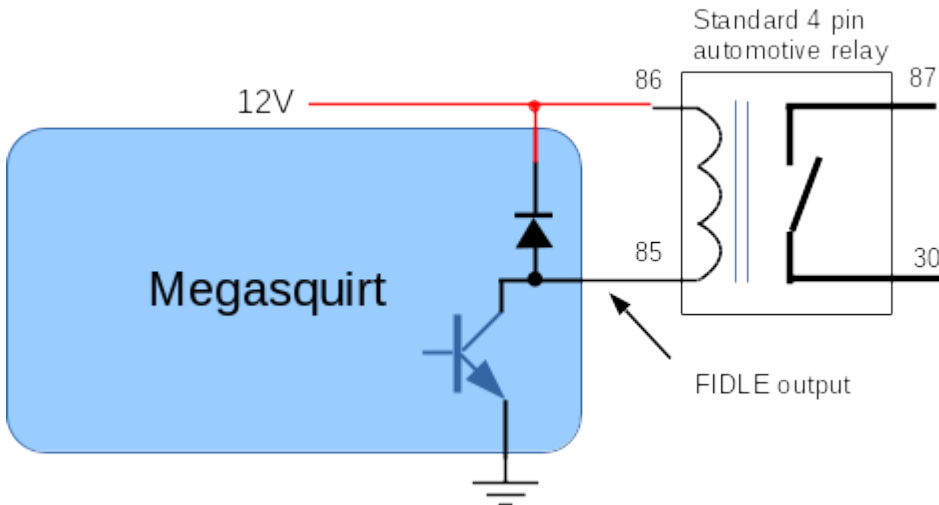 Standard 4 pin
automotive relay
86
87
12V
85
30
Megasquirt
FIDLE output